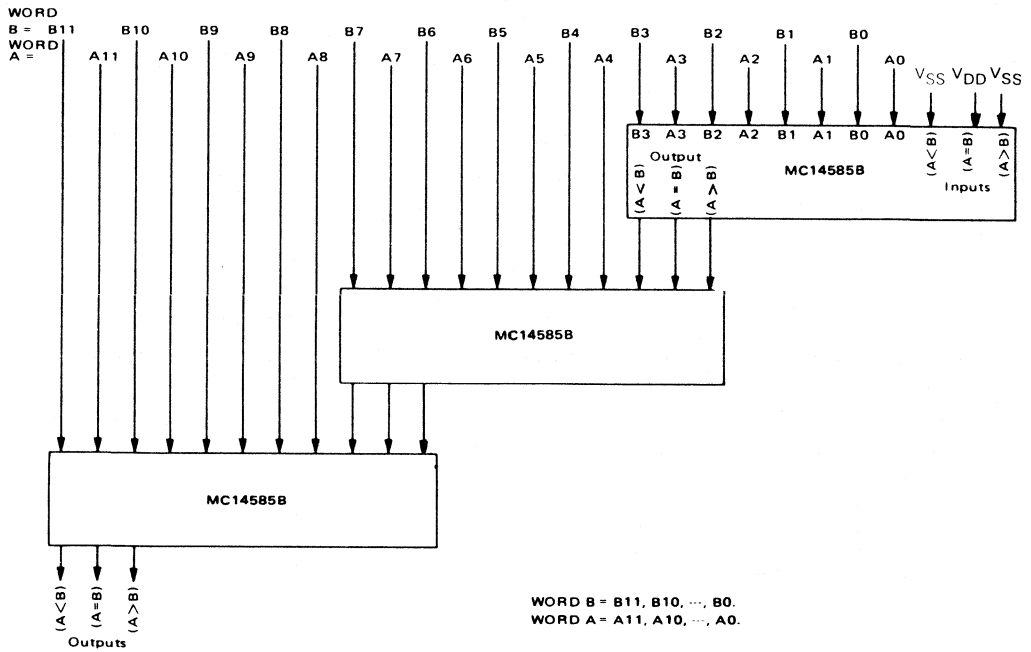 WORD
B = B11 B10 B9 B8 B7 B6 B5 B4 B3 B2 B1 B0
WORD
A = A11 A10 A9 A8 A7 A6 A5 A4 A3 A2 A1 A0
VSS VDD VSS
B3 A3 B2 A2 B1 A1 B0 A0 (A<B) (A=B) (A>B)
Output
MC14585B
Inputs
(A<B) (A=B) (A>B)
MC14585B
MC14585B
(A<B) (A=B) (A>B)
Outputs
WORD B = B11, B10, ···, B0.
WORD A = A11, A10, ···, A0.